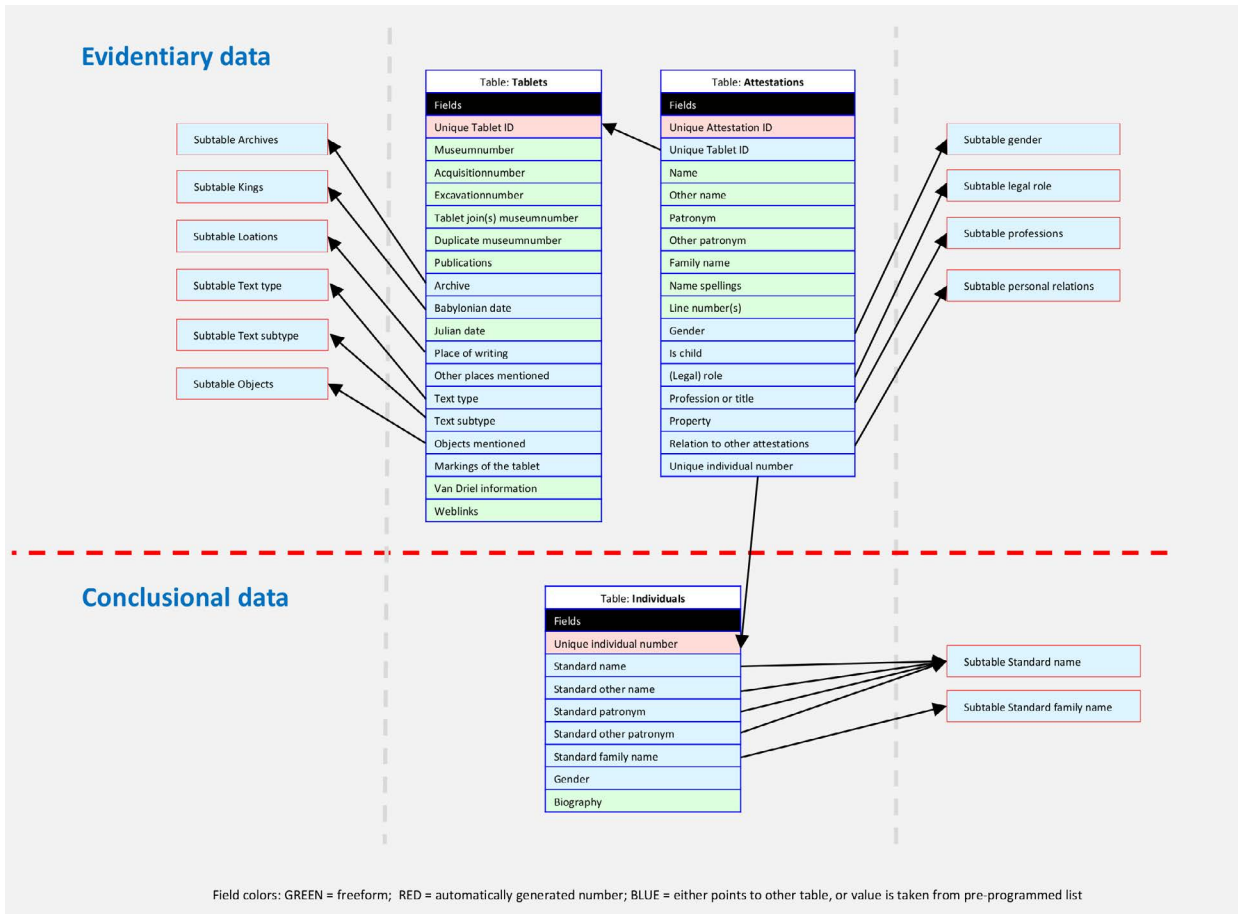 Evidentiary data
Subtable Archives
Subtable Kings
Subtable Loations
Subtable Text type
Subtable Text subtype
Subtable Objects
Table: Tablets
Fields
Unique Tablet ID
Museumnumber
Acquisitionnumber
Excavationnumber
Tablet join(s) museumnumber
Duplicate museumnumber
Publications
Archive
Babylonian date
Julian date
Place of writing
Other places mentioned
Text type
Text subtype
Objects mentioned
Markings of the tablet
Van Driel information
Weblinks
Table: Attestations
Fields
Unique Attestation ID
Unique Tablet ID
Name
Other name
Patronym
Other patronym
Family name
Name spellings
Line number(s)
Gender
Is child
(Legal) role
Profession or title
Property
Relation to other attestations
Unique individual number
Subtable gender
Subtable legal role
Subtable professions
Subtable personal relations
Conclusional data
Table: Individuals
Fields
Unique individual number
Standard name
Standard other name
Standard patronym
Standard other patronym
Standard family name
Gender
Biography
Subtable Standard name
Subtable Standard family name
Field colors: GREEN = freeform; RED = automatically generated number; BLUE = either points to other table, or value is taken from pre-programmed list